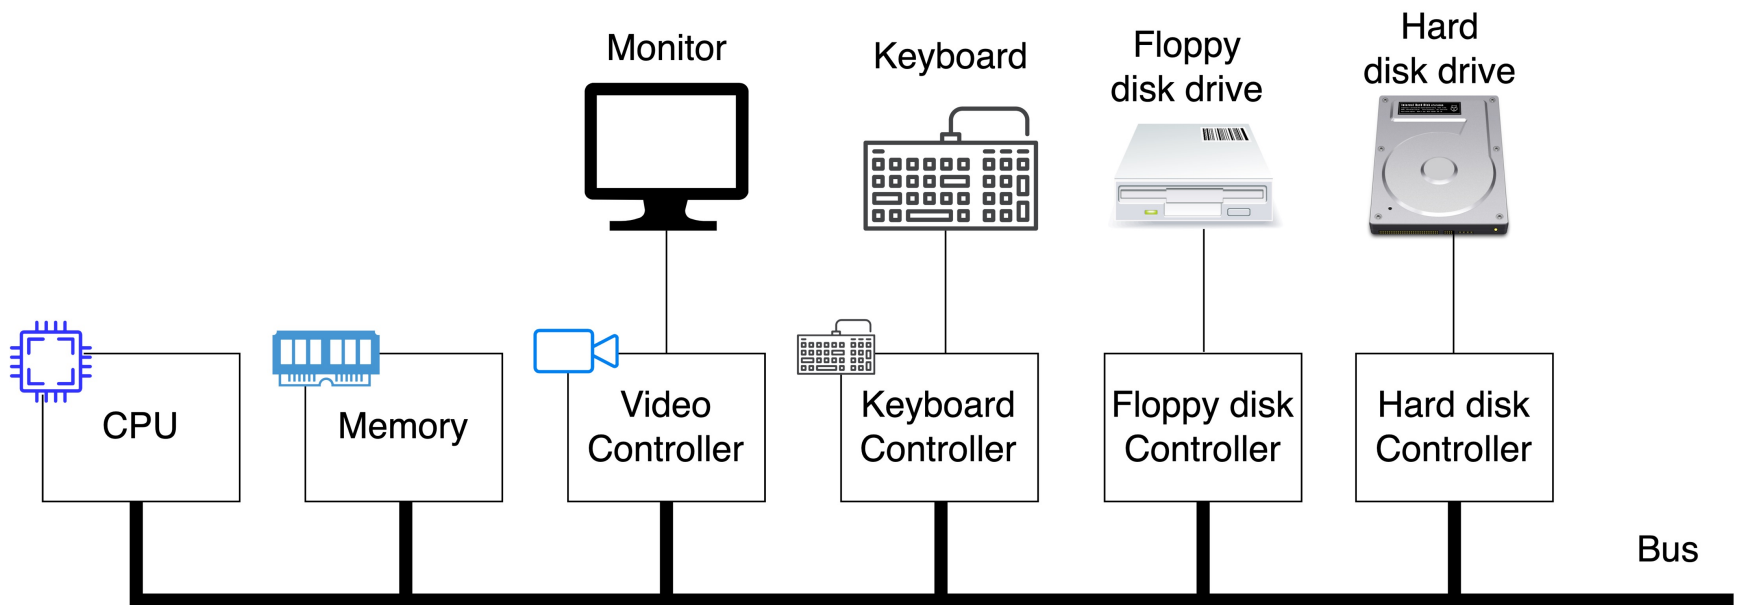 Monitor
Keyboard
Floppy
disk drive
Hard
disk drive
CPU
Memory
Video
Controller
Keyboard
Controller
Floppy disk
Controller
Hard disk
Controller
Bus